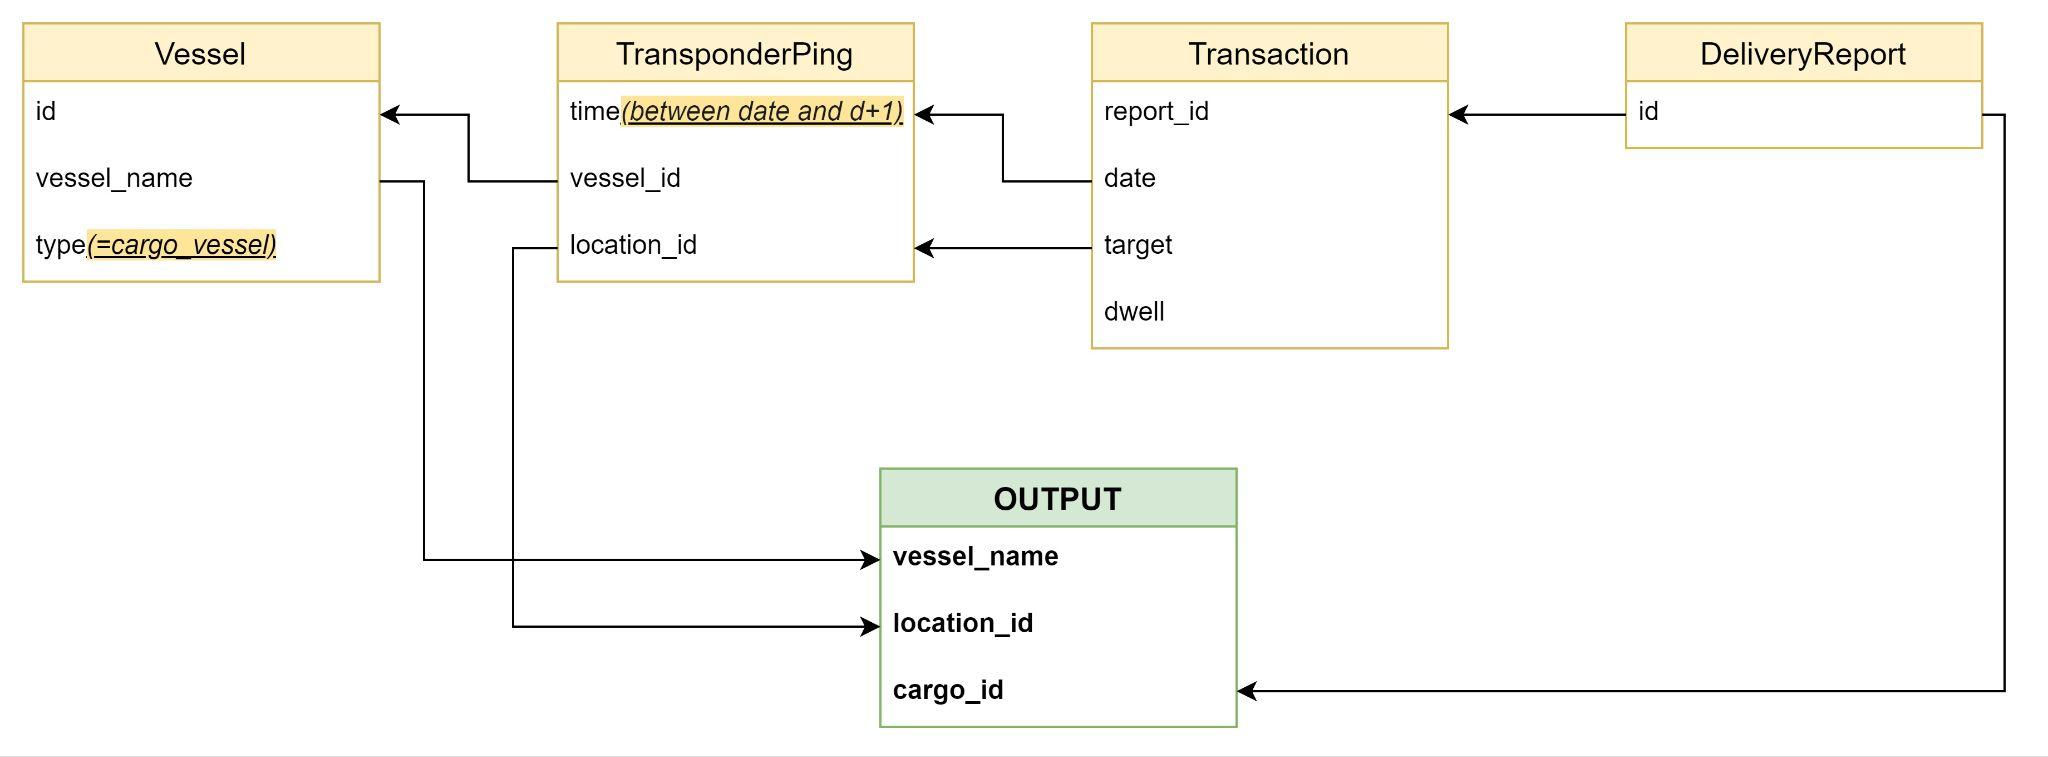 Vessel
id
vessel_name
type(=cargo_vessel)
TransponderPing
time(between date and d+1)
vessel_id
location_id
Transaction
report_id
date
target
dwell
DeliveryReport
id
OUTPUT
vessel_name
location_id
cargo_id